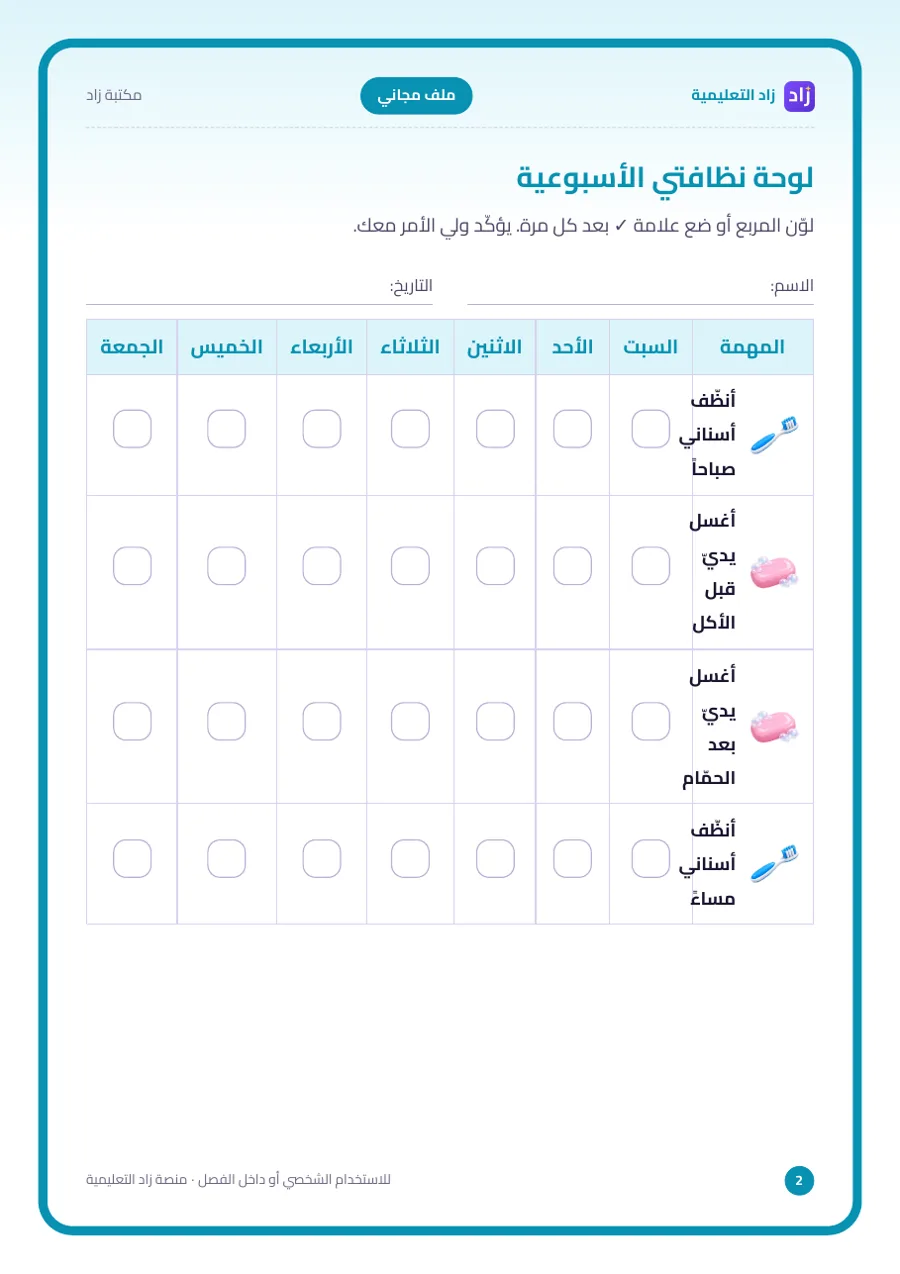 زاد
زاد التعليمية
ملف مجاني
مكتبة زاد
لوحة نظافتي الأسبوعية
لوّن المربع أو ضع علامة ✓ بعد كل مرة. يؤكّد ولي الأمر معك.
الاسم:
التاريخ:
المهمة السبت الأحد الاثنين الثلاثاء الأربعاء الخميس الجمعة
أنظّف
أسناني
صباحاً
أغسل
يديّ
قبل
الأكل
أغسل
يديّ
بعد
الحمّام
أنظّف
أسناني
مساءً
2
للاستخدام الشخصي أو داخل الفصل · منصة زاد التعليمية